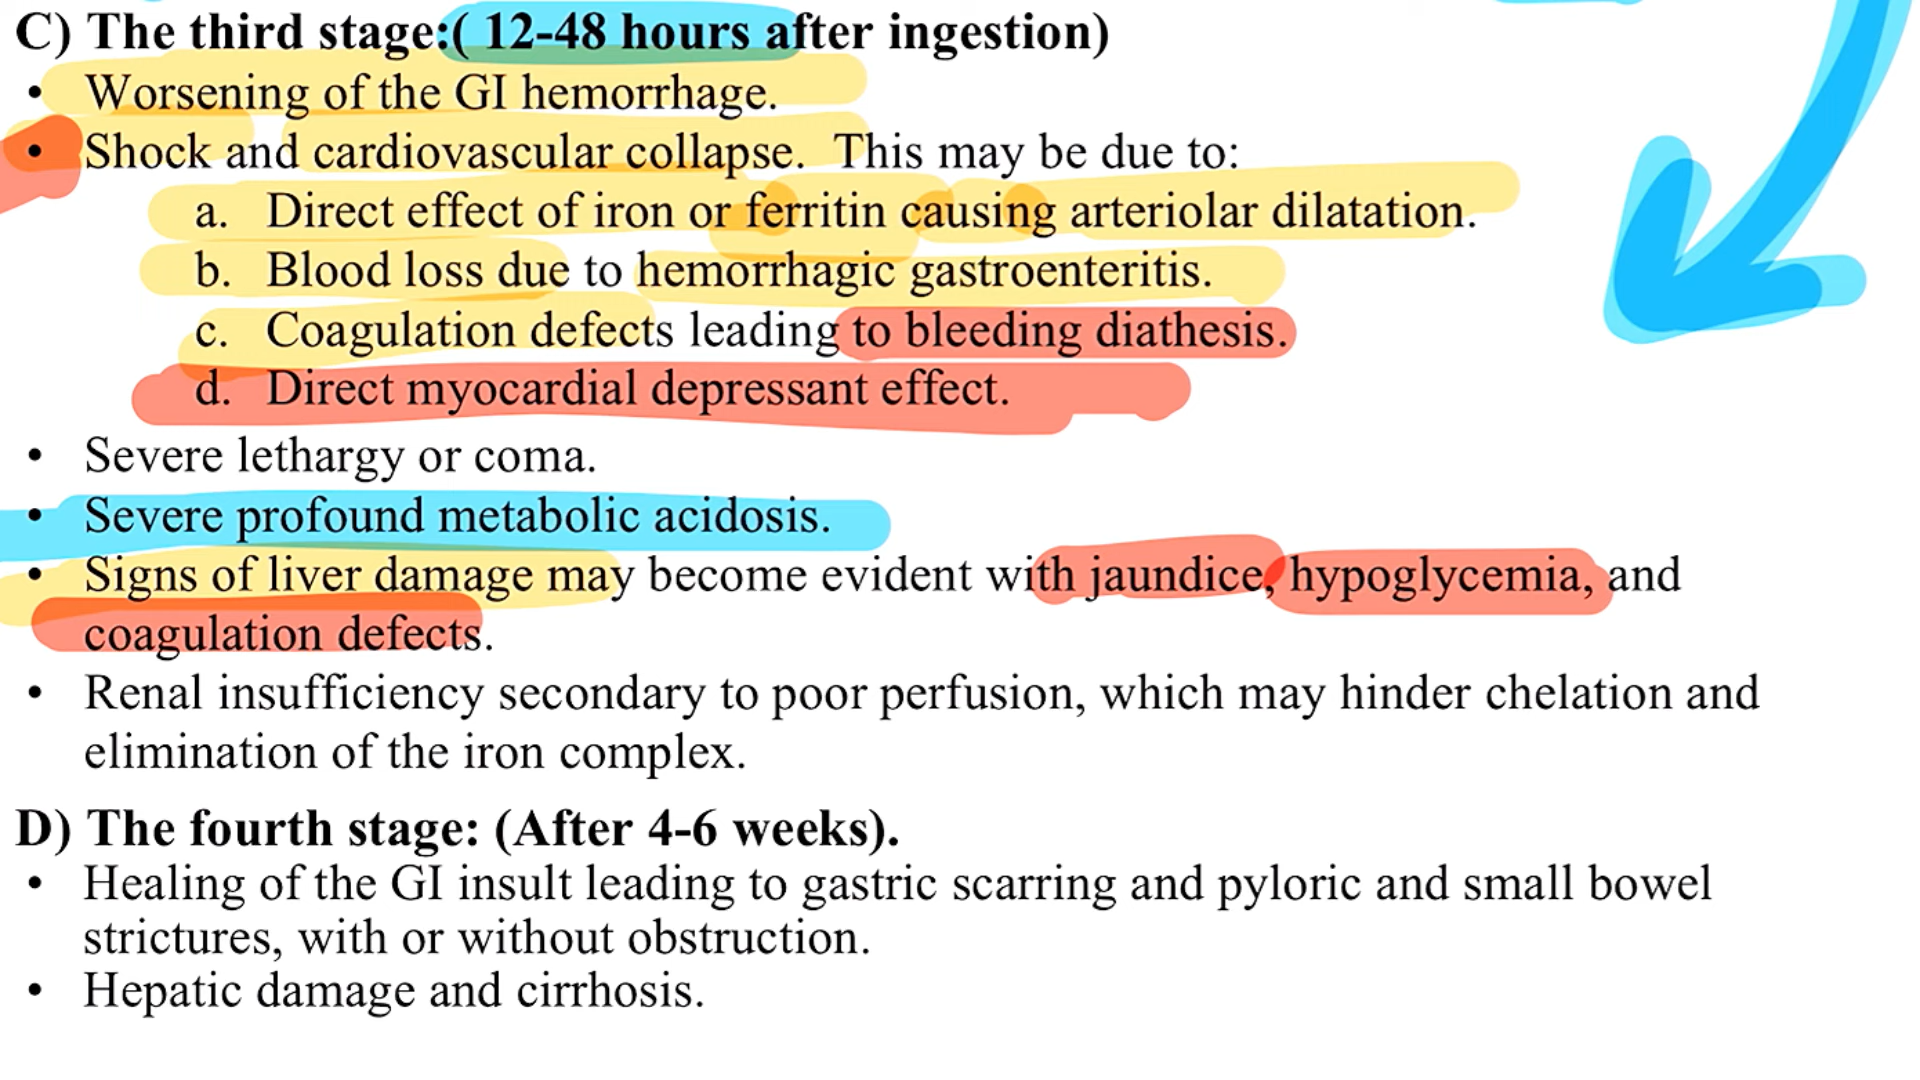 C) The third stage:( 12-48 hours after ingestion)
• Worsening of the GI hemorrhage.
• Shock and cardiovascular collapse. This may be due to:
a. Direct effect of iron or ferritin causing arteriolar dilatation.
b. Blood loss due to hemorrhagic gastroenteritis.
c. Coagulation defects leading to bleeding diathesis.
d. Direct myocardial depressant effect.
• Severe lethargy or coma.
• Severe profound metabolic acidosis.
• Signs of liver damage may become evident with jaundice, hypoglycemia, and
coagulation defects.
• Renal insufficiency secondary to poor perfusion, which may hinder chelation and
elimination of the iron complex.
D) The fourth stage: (After 4-6 weeks).
• Healing of the GI insult leading to gastric scarring and pyloric and small bowel
strictures, with or without obstruction.
• Hepatic damage and cirrhosis.